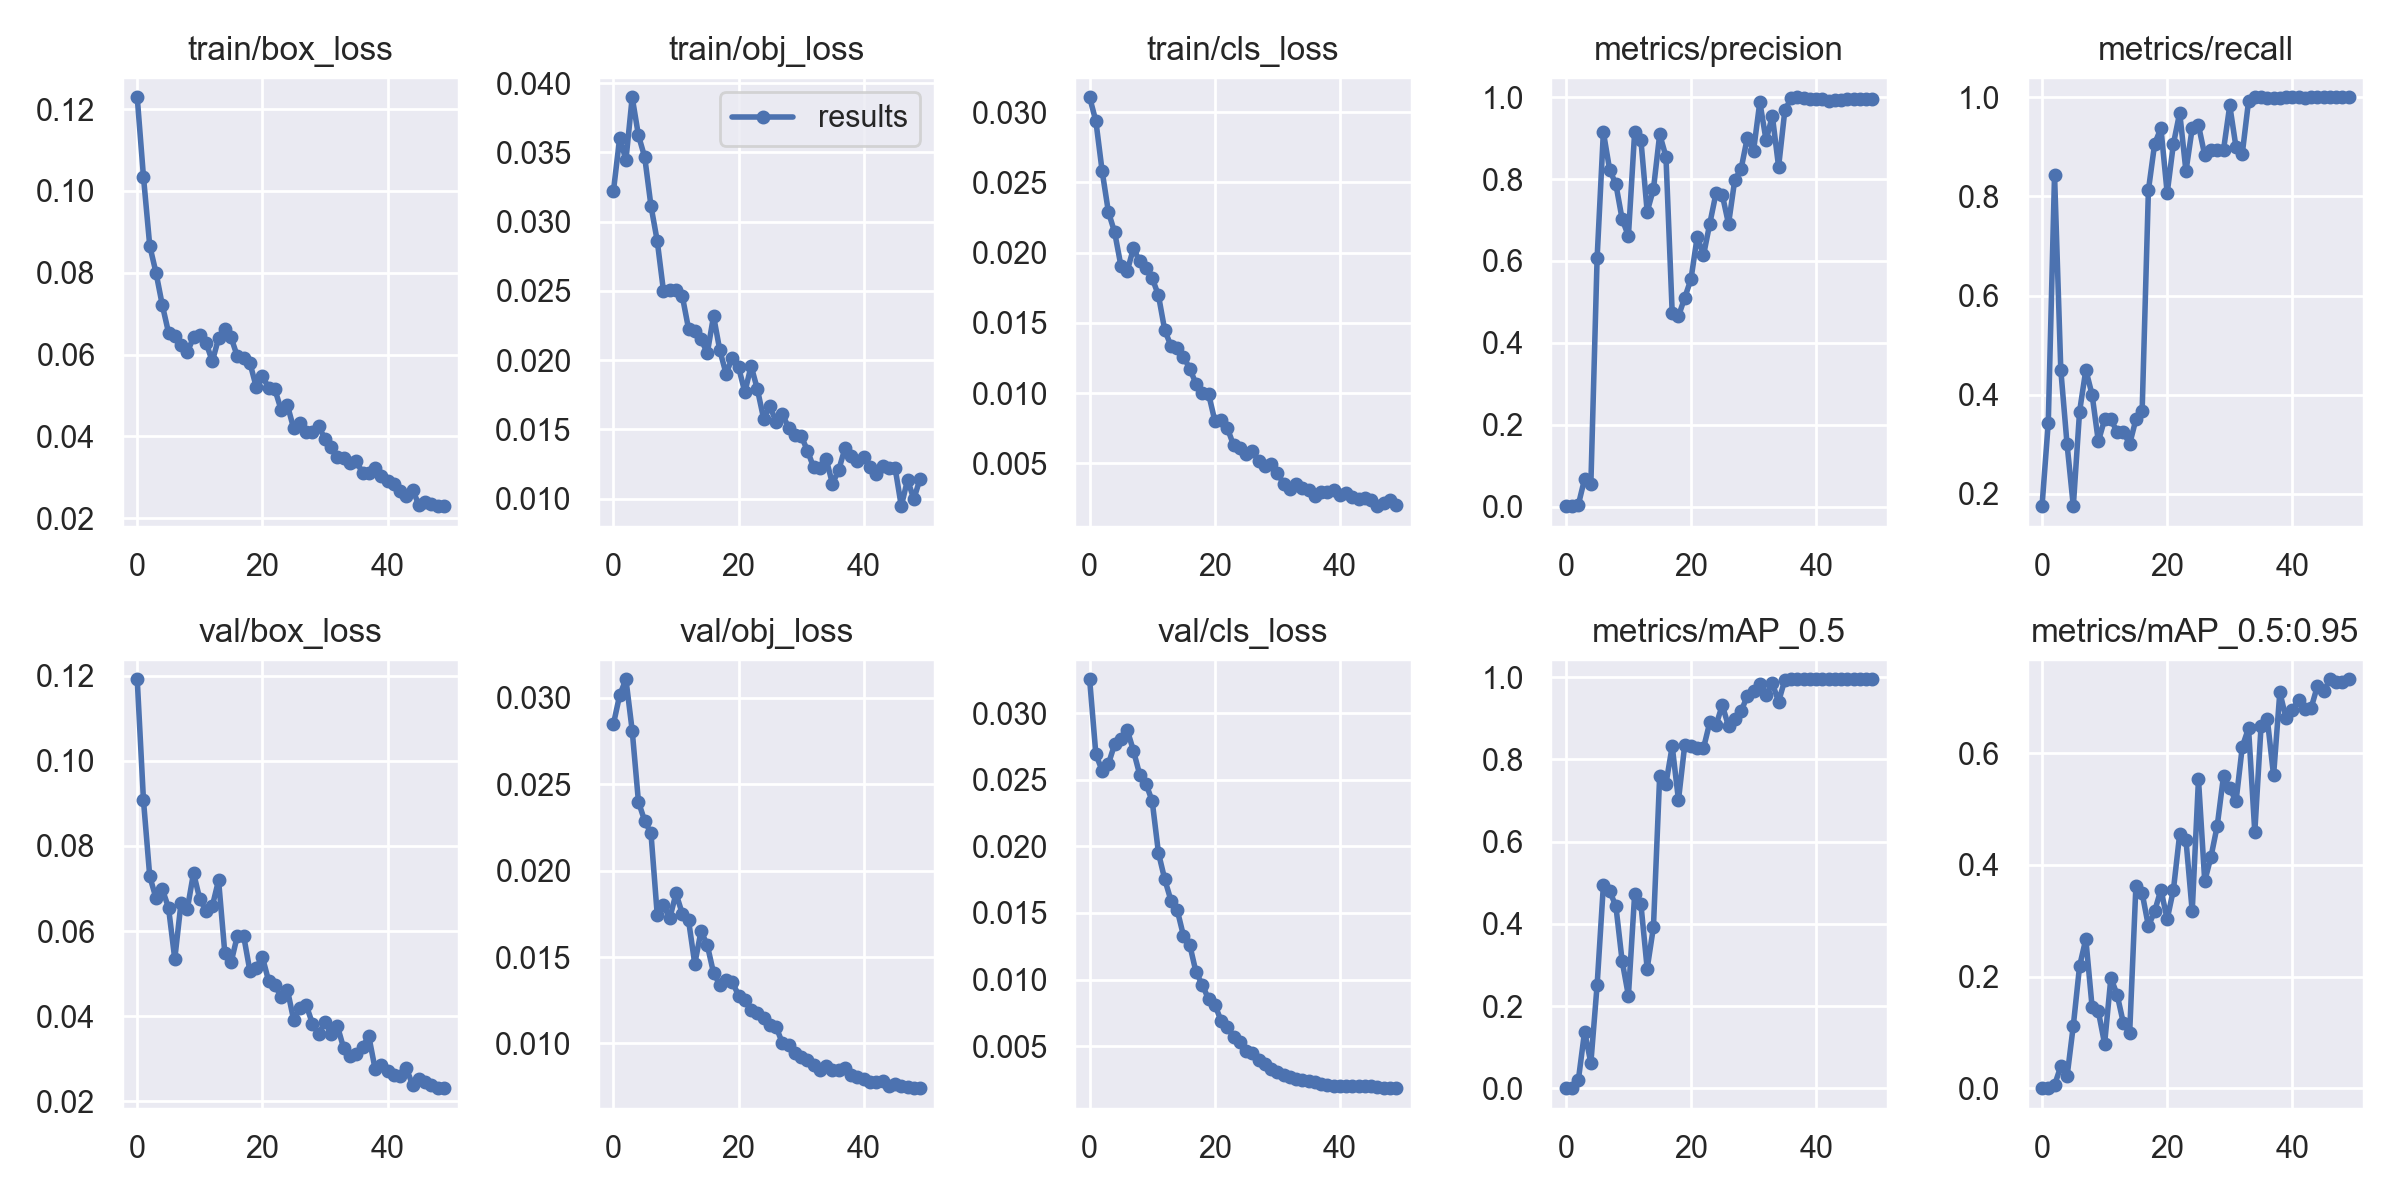 train/box_loss
0.12
0.10
0.08
0.06
0.04
0.02
0 20 40
train/obj_loss
results
0.040
0.035
0.030
0.025
0.020
0.015
0.010
0 20 40
train/cls_loss
0.030
0.025
0.020
0.015
0.010
0.005
0 20 40
metrics/precision
1.0
0.8
0.6
0.4
0.2
0.0
0 20 40
metrics/recall
1.0
0.8
0.6
0.4
0.2
0 20 40
val/box_loss
0.12
0.10
0.08
0.06
0.04
0.02
0 20 40
val/obj_loss
0.030
0.025
0.020
0.015
0.010
0 20 40
val/cls_loss
0.030
0.025
0.020
0.015
0.010
0.005
0 20 40
metrics/mAP_0.5
1.0
0.8
0.6
0.4
0.2
0.0
0 20 40
metrics/mAP_0.5:0.95
0.6
0.4
0.2
0.0
0 20 40